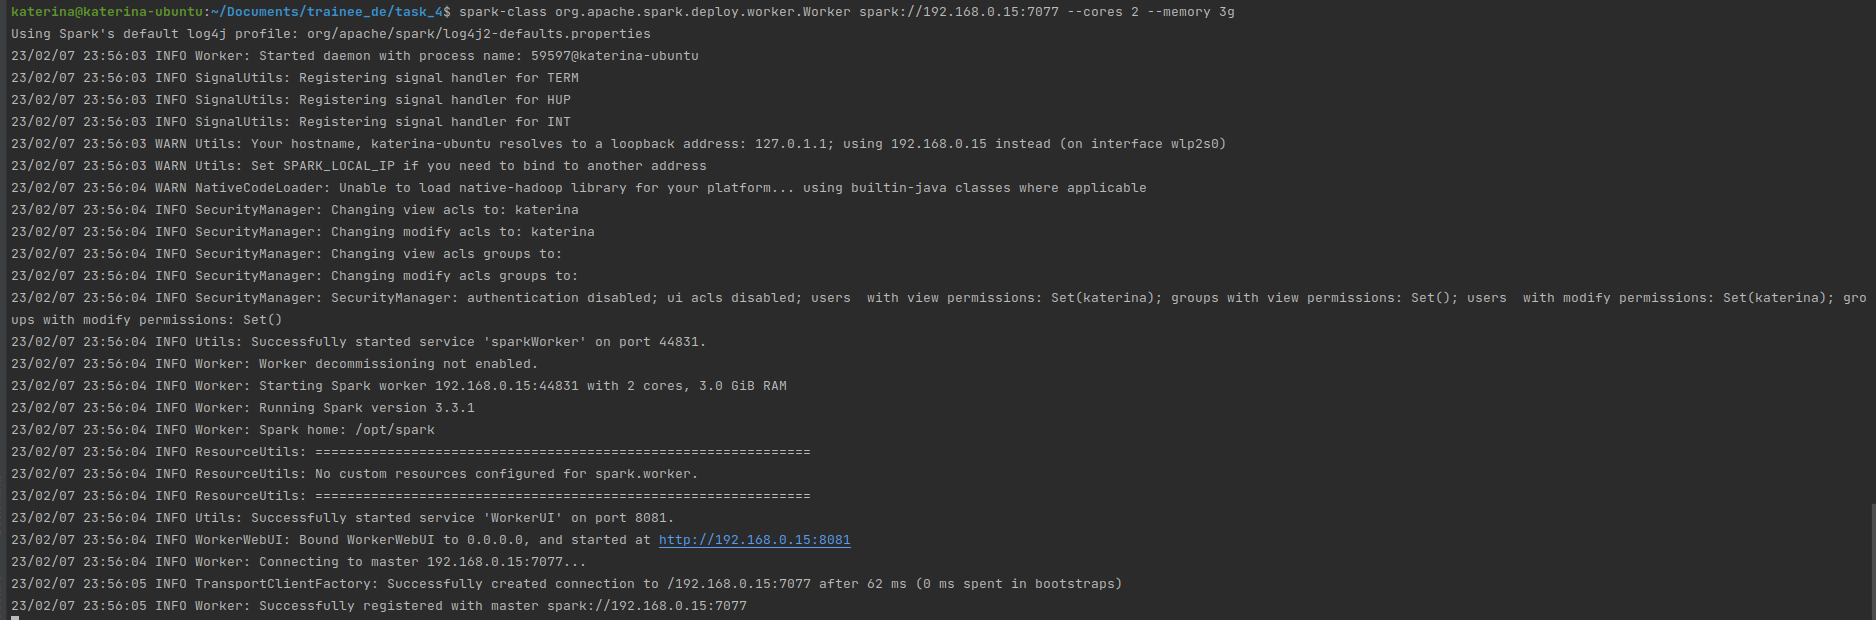 katerina@katerina-ubuntu:~/Documents/trainee_de/task_4$ spark-class org.apache.spark.deploy.worker.Worker spark://192.168.0.15:7077 --cores 2 --memory 3g
Using Spark's default log4j profile: org/apache/spark/log4j2-defaults.properties
23/02/07 23:56:03 INFO Worker: Started daemon with process name: 59597@katerina-ubuntu
23/02/07 23:56:03 INFO SignalUtils: Registering signal handler for TERM
23/02/07 23:56:03 INFO SignalUtils: Registering signal handler for HUP
23/02/07 23:56:03 INFO SignalUtils: Registering signal handler for INT
23/02/07 23:56:03 WARN Utils: Your hostname, katerina-ubuntu resolves to a loopback address: 127.0.1.1; using 192.168.0.15 instead (on interface wlp2s0)
23/02/07 23:56:03 WARN Utils: Set SPARK_LOCAL_IP if you need to bind to another address
23/02/07 23:56:04 WARN NativeCodeLoader: Unable to load native-hadoop library for your platform... using builtin-java classes where applicable
23/02/07 23:56:04 INFO SecurityManager: Changing view acls to: katerina
23/02/07 23:56:04 INFO SecurityManager: Changing modify acls to: katerina
23/02/07 23:56:04 INFO SecurityManager: Changing view acls groups to:
23/02/07 23:56:04 INFO SecurityManager: Changing modify acls groups to:
23/02/07 23:56:04 INFO SecurityManager: SecurityManager: authentication disabled; ui acls disabled; users  with view permissions: Set(katerina); groups with view permissions: Set(); users  with modify permissions: Set(katerina); gro
ups with modify permissions: Set()
23/02/07 23:56:04 INFO Utils: Successfully started service 'sparkWorker' on port 44831.
23/02/07 23:56:04 INFO Worker: Worker decommissioning not enabled.
23/02/07 23:56:04 INFO Worker: Starting Spark worker 192.168.0.15:44831 with 2 cores, 3.0 GiB RAM
23/02/07 23:56:04 INFO Worker: Running Spark version 3.3.1
23/02/07 23:56:04 INFO Worker: Spark home: /opt/spark
23/02/07 23:56:04 INFO ResourceUtils: ==============================================================
23/02/07 23:56:04 INFO ResourceUtils: No custom resources configured for spark.worker.
23/02/07 23:56:04 INFO ResourceUtils: ==============================================================
23/02/07 23:56:04 INFO Utils: Successfully started service 'WorkerUI' on port 8081.
23/02/07 23:56:04 INFO WorkerWebUI: Bound WorkerWebUI to 0.0.0.0, and started at http://192.168.0.15:8081
23/02/07 23:56:04 INFO Worker: Connecting to master 192.168.0.15:7077...
23/02/07 23:56:05 INFO TransportClientFactory: Successfully created connection to /192.168.0.15:7077 after 62 ms (0 ms spent in bootstraps)
23/02/07 23:56:05 INFO Worker: Successfully registered with master spark://192.168.0.15:7077